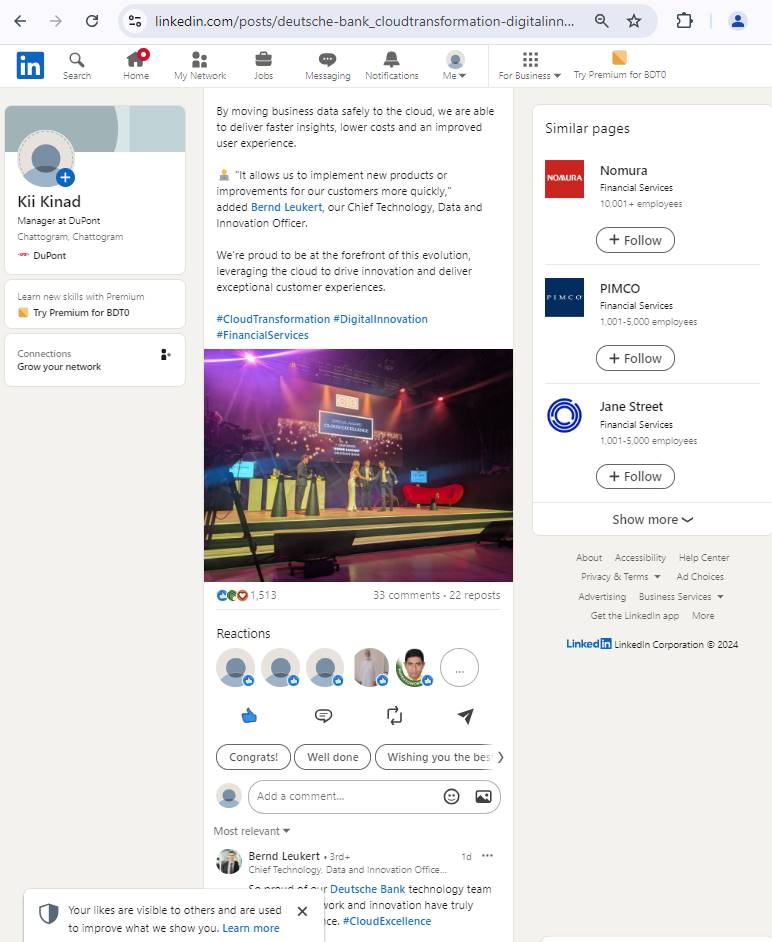 linkedin.com/posts/deutsche-bank_cloudtransformation-digitalinn...
in
Search
Home
My Network
Jobs
Messaging
Notifications
Me
For Business
Try Premium for BDT0
Kii Kinad
Manager at DuPont
Chattogram, Chattogram
DuPont
Learn new skills with Premium
Try Premium for BDT0
Connections
Grow your network
By moving business data safely to the cloud, we are able
to deliver faster insights, lower costs and an improved
user experience.
"It allows us to implement new products or
improvements for our customers more quickly,"
added Bernd Leukert, our Chief Technology, Data and
Innovation Officer.
We're proud to be at the forefront of this evolution,
leveraging the cloud to drive innovation and deliver
exceptional customer experiences.
#CloudTransformation #DigitalInnovation
#FinancialServices
CLOUD EXCELLENCE
1,513
33 comments • 22 reposts
Reactions
...
Congrats!
Well done
Wishing you the bes
Add a comment...
Most relevant
Bernd Leukert • 3rd+
1d
Chief Technology, Data and Innovation Office...
So proud of our Deutsche Bank technology team
work and innovation have truly
#CloudExcellence
Your likes are visible to others and are used
to improve what we show you. Learn more
Similar pages
NOMURA
Nomura
Financial Services
10,001+ employees
+ Follow
PIMCO
PIMCO
Financial Services
1,001-5,000 employees
+ Follow
Jane Street
Financial Services
1,001-5,000 employees
+ Follow
Show more
About Accessibility Help Center
Privacy & Terms Ad Choices
Advertising Business Services
Get the LinkedIn app More
LinkedIn LinkedIn Corporation © 2024